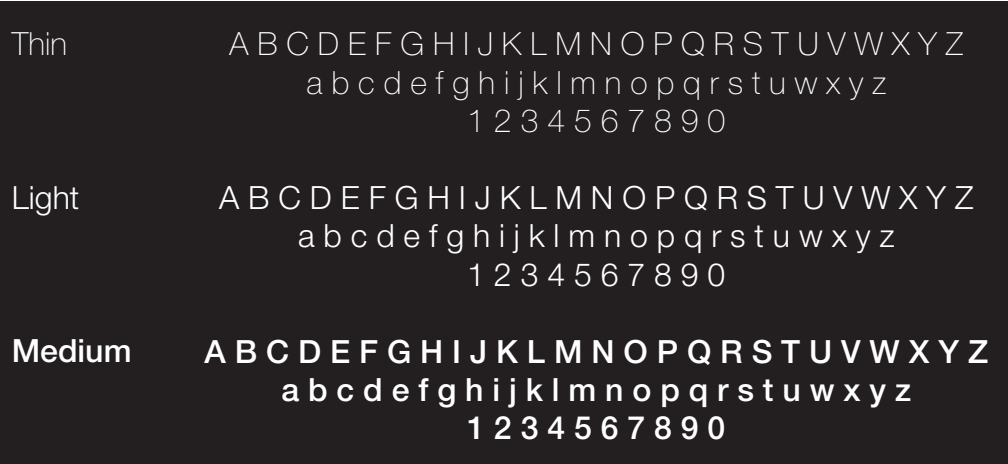 Thin
A B C D E F G H I J K L M N O P Q R S T U V W X Y Z
a b c d e f g h i j k l m n o p q r s t u w x y z
1 2 3 4 5 6 7 8 9 0
Light
A B C D E F G H I J K L M N O P Q R S T U V W X Y Z
a b c d e f g h i j k l m n o p q r s t u w x y z
1 2 3 4 5 6 7 8 9 0
Medium
A B C D E F G H I J K L M N O P Q R S T U V W X Y Z
a b c d e f g h i j k l m n o p q r s t u w x y z
1 2 3 4 5 6 7 8 9 0